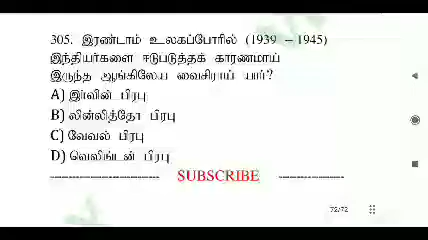 305. இரண்டாம் உலகப்போரில் (1939 – 1945)
இந்தியர்களை ஈடுபடுத்தக் காரணமாய்
இருந்த ஆங்கிலேய வைசிராய் யார்?
A) இர்வின் பிரபு
B) லின்லித்தோ பிரபு
C) வேவல் பிரபு
D) வெலிங்டன் பிரபு
---------------------------- SUBSCRIBE -----------------
72/72